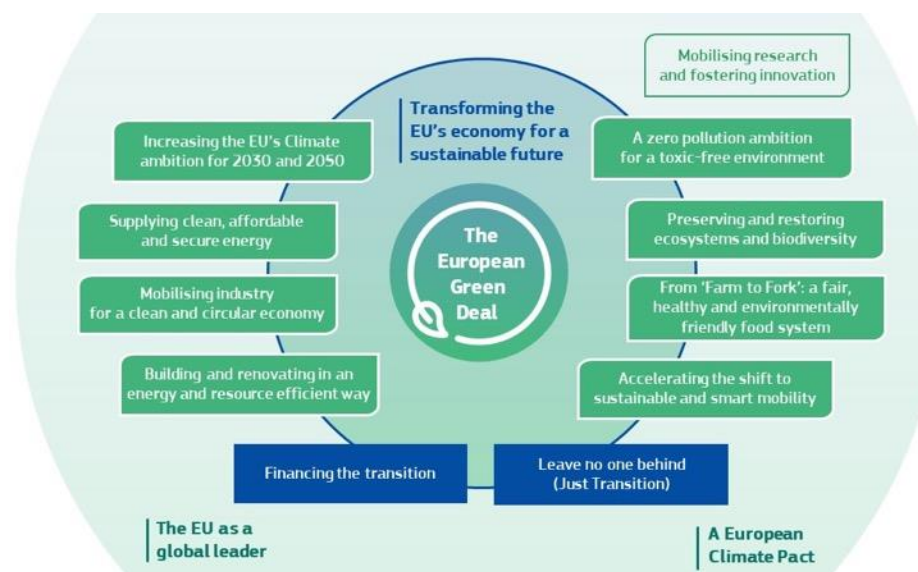 Mobilising research
and fostering innovation
Transforming the
EU's economy for a
sustainable future
Increasing the EU's Climate
ambition for 2030 and 2050
A zero pollution ambition
for a toxic-free environment
Supplying clean, affordable
and secure energy
Preserving and restoring
ecosystems and biodiversity
The
European
Green
Deal
Mobilising industry
for a clean and circular economy
From ‘Farm to Fork’: a fair,
healthy and environmentally
friendly food system
Building and renovating in an
energy and resource efficient way
Accelerating the shift to
sustainable and smart mobility
Financing the transition
Leave no one behind
(Just Transition)
The EU as a
global leader
A European
Climate Pact